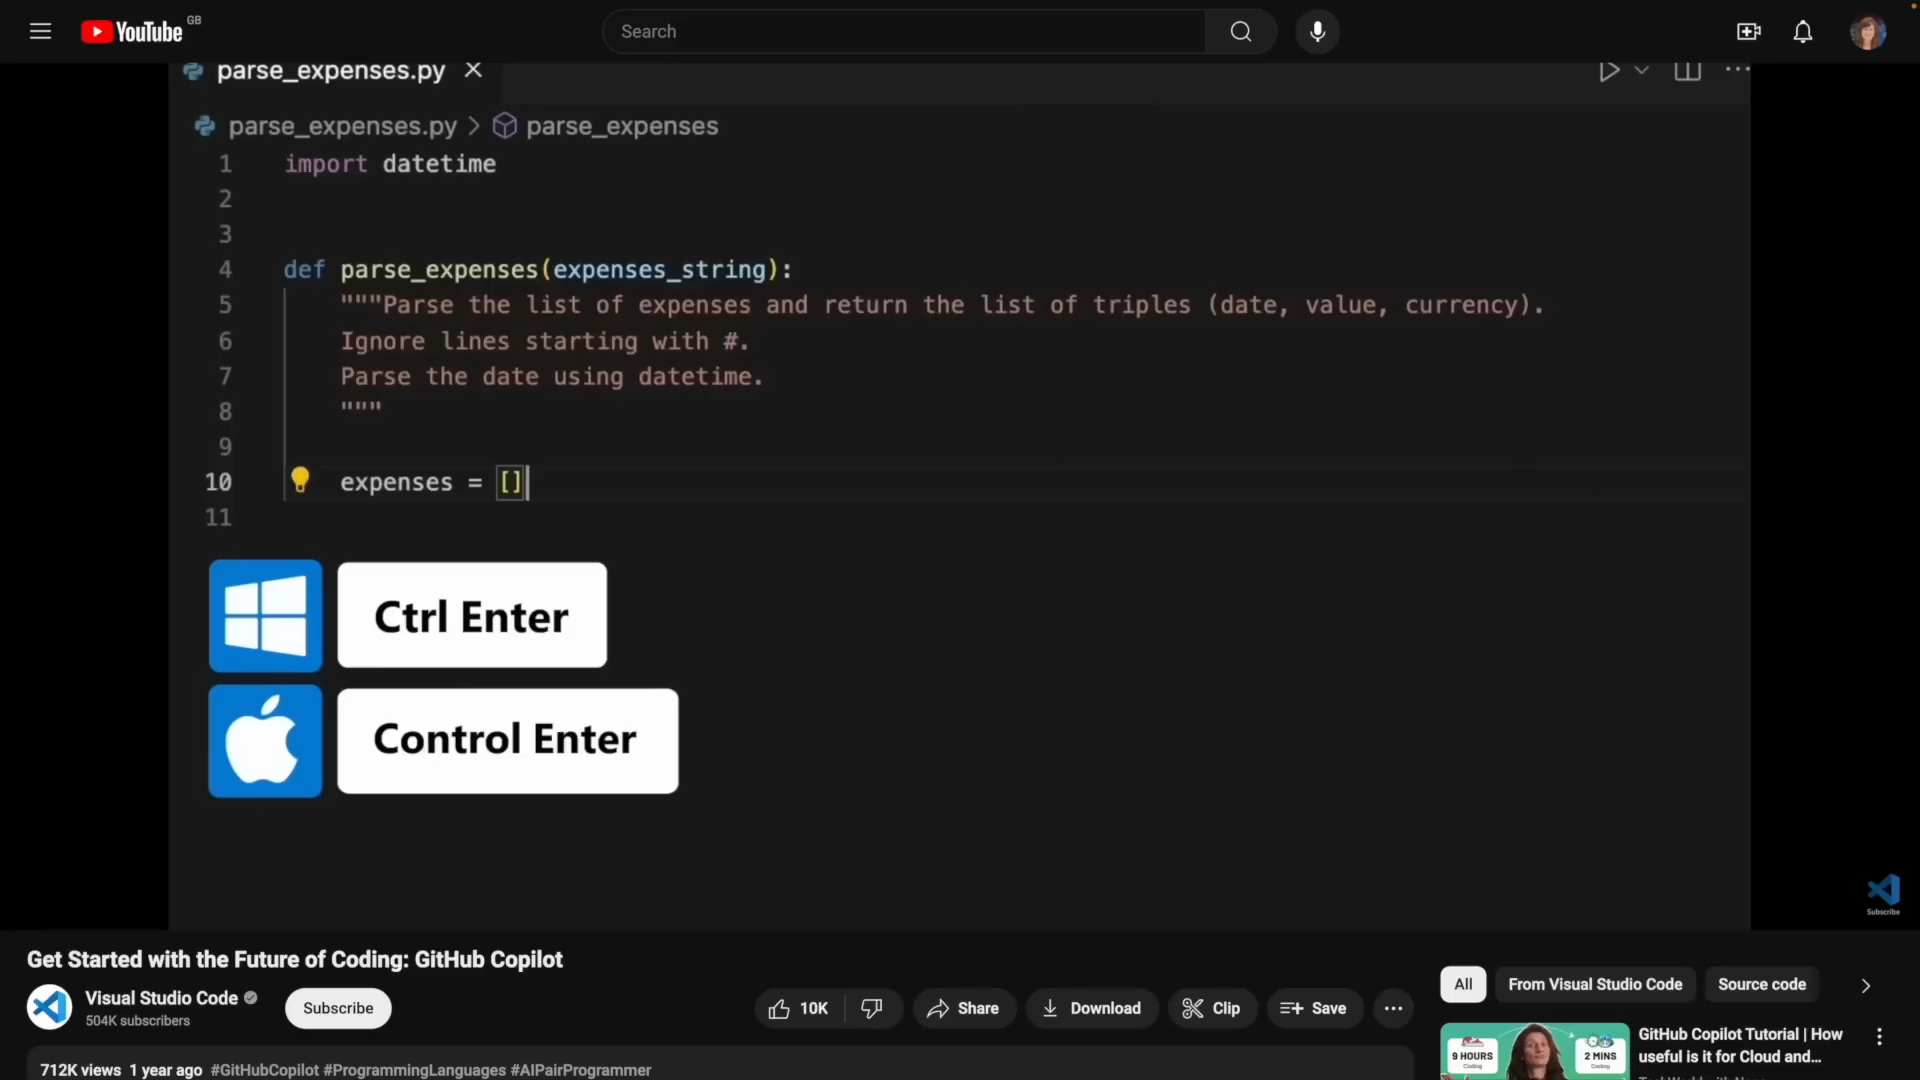 YouTube GB
Search
parse_expenses.py
parse_expenses.py > parse_expenses
1 import datetime
2
3
4 def parse_expenses(expenses_string):
5 """Parse the list of expenses and return the list of triples (date, value, currency).
6 Ignore lines starting with #.
7 Parse the date using datetime.
8 """
9
10 expenses = []
11
Ctrl Enter
Control Enter
Subscribe
Get Started with the Future of Coding: GitHub Copilot
Visual Studio Code
504K subscribers
Subscribe
10K
Share
Download
Clip
Save
712K views 1 year ago #GitHubCopilot #ProgrammingLanguages #AIPairProgrammer
All
From Visual Studio Code
Source code
9 HOURS
Coding
2 MINS
Coding
GitHub Copilot Tutorial | How
useful is it for Cloud and...